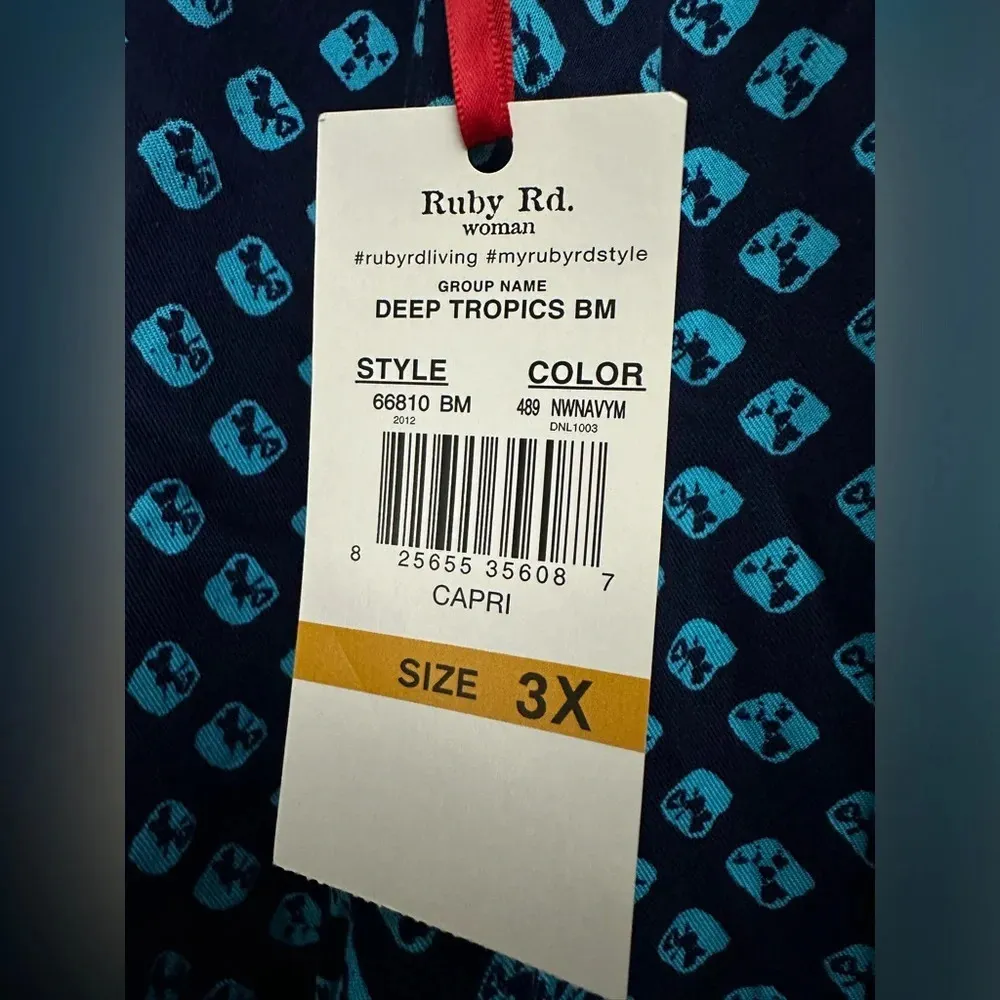 Ruby Rd.
woman
#rubyrdliving #myrubyrdstyle
GROUP NAME
DEEP TROPICS BM
STYLE COLOR
66810 BM 489 NWNAVYM
2012 DNL1003
8 25655 35608 7
CAPRI
SIZE 3X